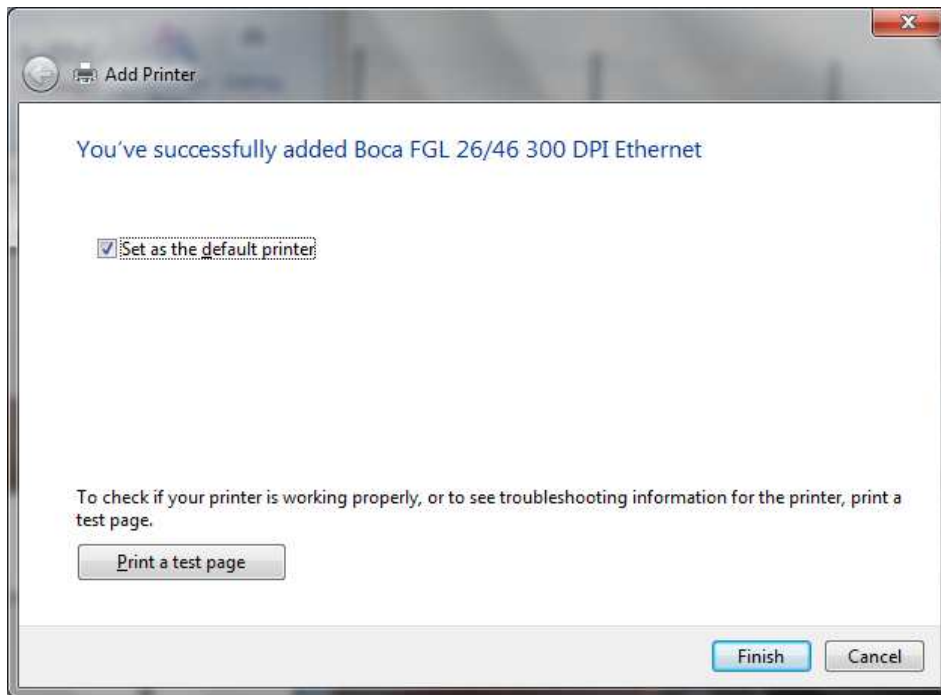 Add Printer
You've successfully added Boca FGL 26/46 300 DPI Ethernet
Set as the default printer
To check if your printer is working properly, or to see troubleshooting information for the printer, print a
test page.
Print a test page
Finish
Cancel